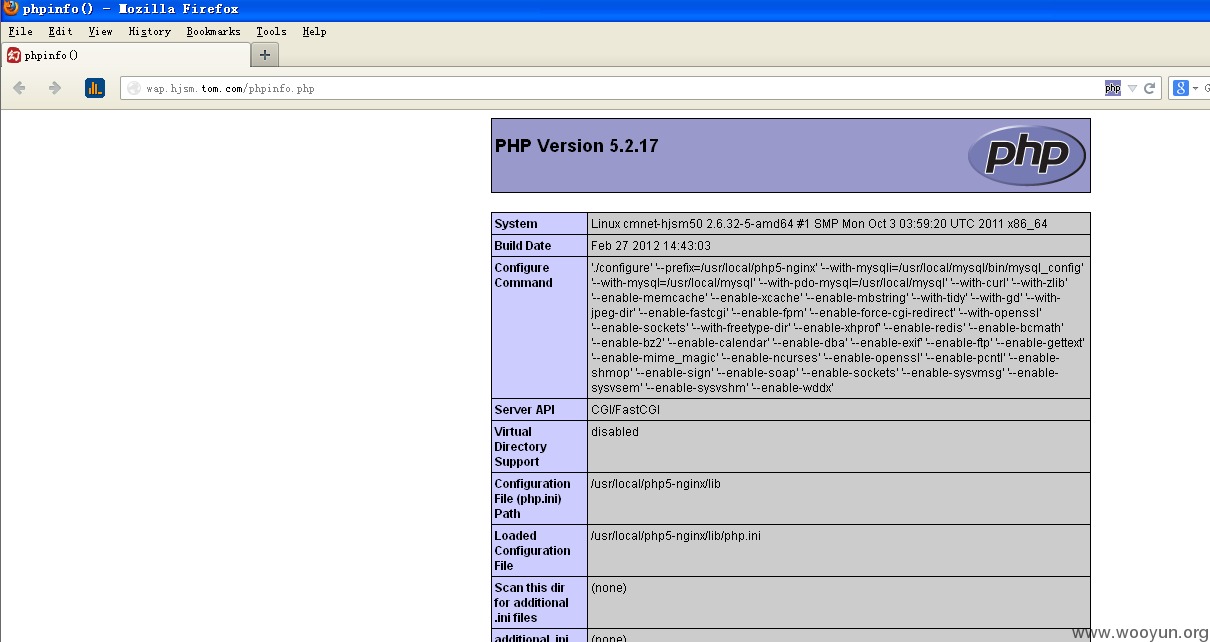 phpinfo() - Mozilla Firefox
File Edit View History Bookmarks Tools Help
幻 phpinfo() +
wap.hjsm.tom.com/phpinfo.php php 8 G
PHP Version 5.2.17 php
System Linux cmnet-hjsm50 2.6.32-5-amd64 #1 SMP Mon Oct 3 03:59:20 UTC 2011 x86_64
Build Date Feb 27 2012 14:43:03
Configure Command './configure' '--prefix=/usr/local/php5-nginx' '--with-mysqli=/usr/local/mysql/bin/mysql_config'
'--with-mysql=/usr/local/mysql' '--with-pdo-mysql=/usr/local/mysql' '--with-curl' '--with-zlib'
'--enable-memcache' '--enable-xcache' '--enable-mbstring' '--with-tidy' '--with-gd' '--with-
jpeg-dir' '--enable-fastcgi' '--enable-fpm' '--enable-force-cgi-redirect' '--with-openssl'
'--enable-sockets' '--with-freetype-dir' '--enable-xhprof' '--enable-redis' '--enable-bcmath'
'--enable-bz2' '--enable-calendar' '--enable-dba' '--enable-exif' '--enable-ftp' '--enable-gettext'
'--enable-mime_magic' '--enable-ncurses' '--enable-openssl' '--enable-pcntl' '--enable-
shmop' '--enable-sign' '--enable-soap' '--enable-sockets' '--enable-sysvmsg' '--enable-
sysvsem' '--enable-sysvshm' '--enable-wddx'
Server API CGI/FastCGI
Virtual disabled
Directory
Support
Configuration /usr/local/php5-nginx/lib
File (php.ini)
Path
Loaded /usr/local/php5-nginx/lib/php.ini
Configuration
File
Scan this dir (none)
for additional
.ini files
additional .ini (none)
www.wooyun.org